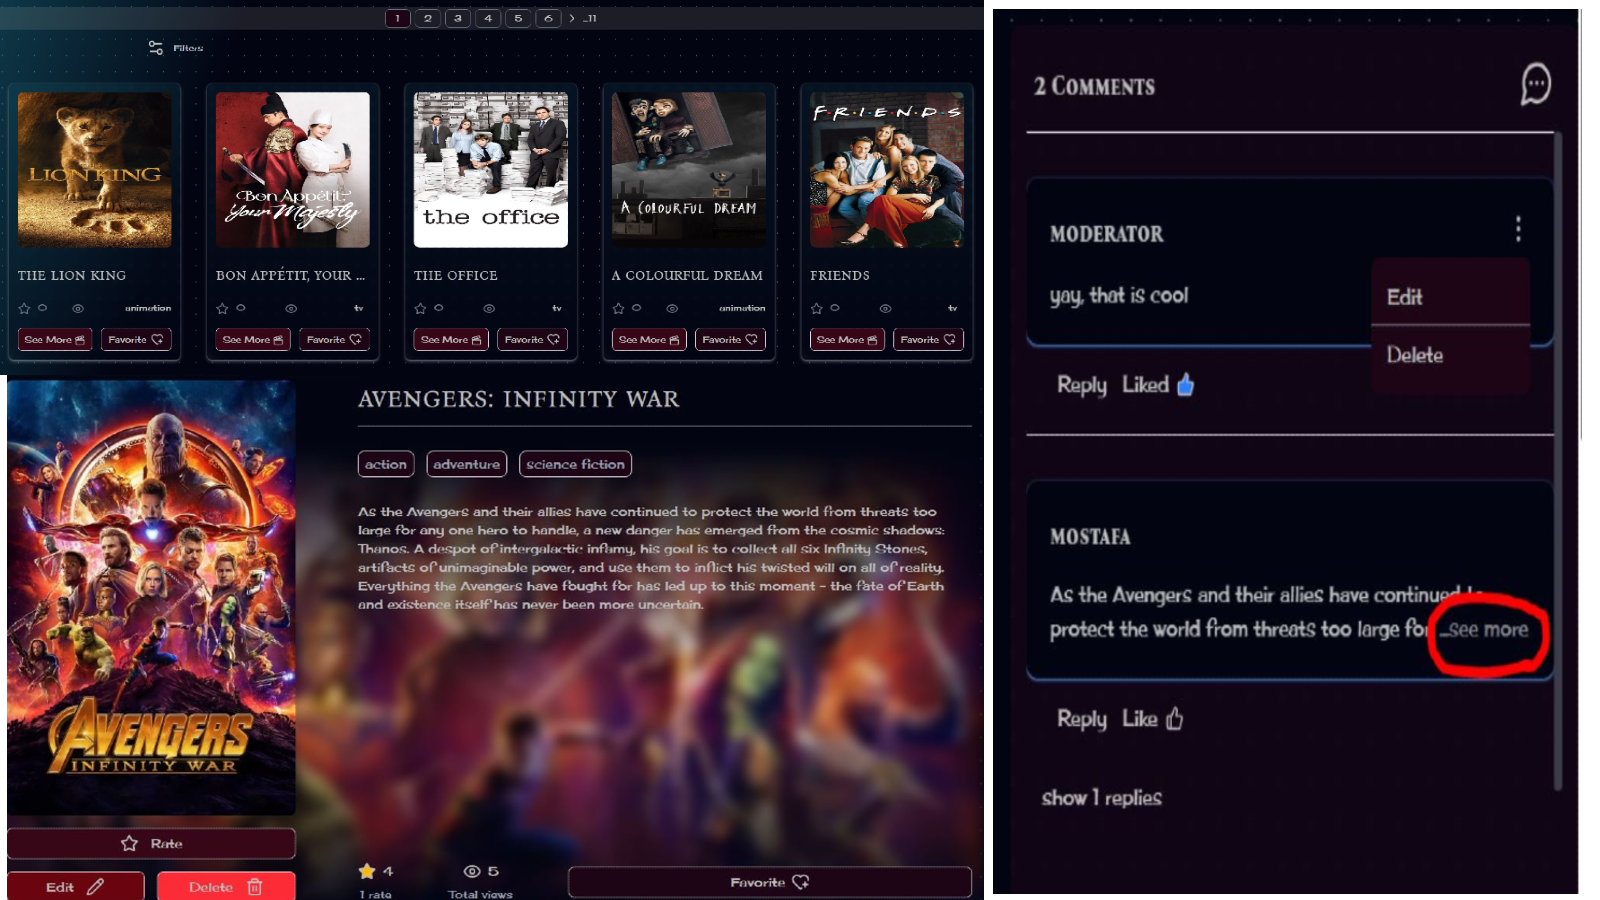 1 2 3 4 5 6 > ...11
Filters
THE LION KING
Bon Appétit,
Your Majesty
the office
A COLOURFUL DREAM
F·R·I·E·N·D·S
THE LION KING
BON APPÉTIT, YOUR ...
THE OFFICE
A COLOURFUL DREAM
FRIENDS
0 animation
0 tv
0 tv
0 animation
0 tv
See More Favorite
See More Favorite
See More Favorite
See More Favorite
See More Favorite
AVENGERS
INFINITY WAR
Rate
Edit Delete
AVENGERS: INFINITY WAR
action adventure science fiction
As the Avengers and their allies have continued to protect the world from threats too
large for any one hero to handle, a new danger has emerged from the cosmic shadows:
Thanos. A despot of intergalactic infamy, his goal is to collect all six Infinity Stones,
artifacts of unimaginable power, and use them to inflict his twisted will on all of reality.
Everything the Avengers have fought for has led up to this moment - the fate of Earth
and existence itself has never been more uncertain.
4 5
1 rate Total views
Favorite
2 COMMENTS
MODERATOR
yay, that is cool
Edit
Delete
Reply Liked
MOSTAFA
As the Avengers and their allies have continued to
protect the world from threats too large for ...see more
Reply Like
show 1 replies